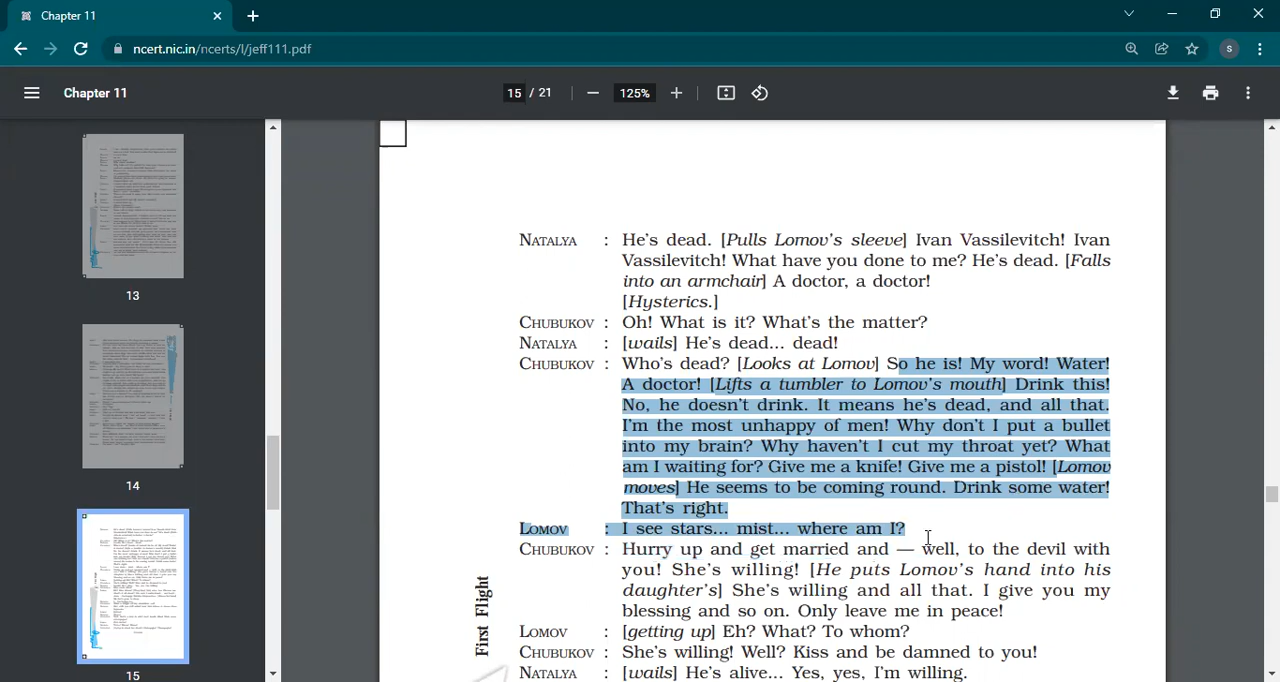 Chapter 11
ncert.nic.in/ncerts/l/jeff111.pdf
S
Chapter 11
15 / 21
125%
13
14
15
NATALYA : He's dead. [Pulls Lomov's sleeve] Ivan Vassilevitch! Ivan
Vassilevitch! What have you done to me? He's dead. [Falls
into an armchair] A doctor, a doctor!
[Hysterics.]
CHUBUKOV : Oh! What is it? What's the matter?
NATALYA : [wails] He's dead... dead!
CHUBUKOV : Who's dead? [Looks at Lomov] So he is! My word! Water!
A doctor! [Lifts a tumbler to Lomov's mouth] Drink this!
No, he doesn't drink. It means he's dead, and all that.
I'm the most unhappy of men! Why don't I put a bullet
into my brain? Why haven't I cut my throat yet? What
am I waiting for? Give me a knife! Give me a pistol! [Lomov
moves] He seems to be coming round. Drink some water!
That's right.
LOMOV : I see stars... mist... where am I?
CHUBUKOV : Hurry up and get married and — well, to the devil with
you! She's willing! [He puts Lomov's hand into his
daughter's] She's willing and all that. I give you my
blessing and so on. Only leave me in peace!
LOMOV : [getting up] Eh? What? To whom?
CHUBUKOV : She's willing! Well? Kiss and be damned to you!
NATALYA : [wails] He's alive... Yes, yes, I'm willing.
First Flight